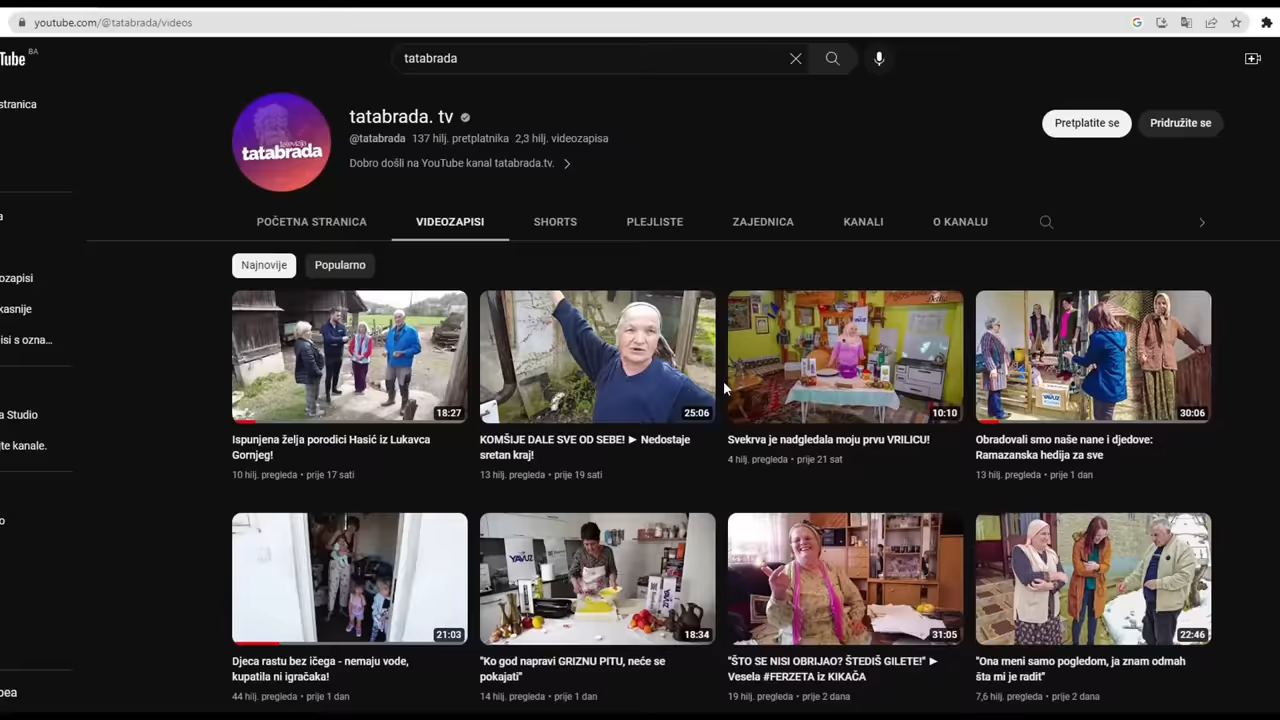 youtube.com/@tatabrada/videos
Tube BA
tatabrada
stranica
televizija
tatabrada
tatabrada. tv
@tatabrada 137 hilj. pretplatnika 2,3 hilj. videozapisa
Dobro došli na YouTube kanal tatabrada.tv.
Pretplatite se
Pridružite se
a
POČETNA STRANICA
VIDEOZAPISI
SHORTS
PLEJLISTE
ZAJEDNICA
KANALI
O KANALU
ozapisi
kasnije
isi s ozna...
a Studio
jte kanale.
o
pea
Najnovije
Popularno
18:27
25:06
10:10
YAVUZ
30:06
Ispunjena želja porodici Hasić iz Lukavca
Gornjeg!
10 hilj. pregleda • prije 17 sati
KOMŠIJE DALE SVE OD SEBE! ► Nedostaje
sretan kraj!
13 hilj. pregleda • prije 19 sati
Svekrva je nadgledala moju prvu VRILICU!
4 hilj. pregleda • prije 21 sat
Obradovali smo naše nane i djedove:
Ramazanska hedija za sve
13 hilj. pregleda • prije 1 dan
21:03
YAVUZ
18:34
31:05
22:46
Djeca rastu bez ičega - nemaju vode,
kupatila ni igračaka!
44 hilj. pregleda • prije 1 dan
"Ko god napravi GRIZNU PITU, neće se
pokajati"
14 hilj. pregleda • prije 1 dan
"ŠTO SE NISI OBRIJAO? ŠTEDIŠ GILETE!" ►
Vesela #FERZETA iz KIKAČA
19 hilj. pregleda • prije 2 dana
"Ona meni samo pogledom, ja znam odmah
šta mi je radit"
7,6 hilj. pregleda • prije 2 dana